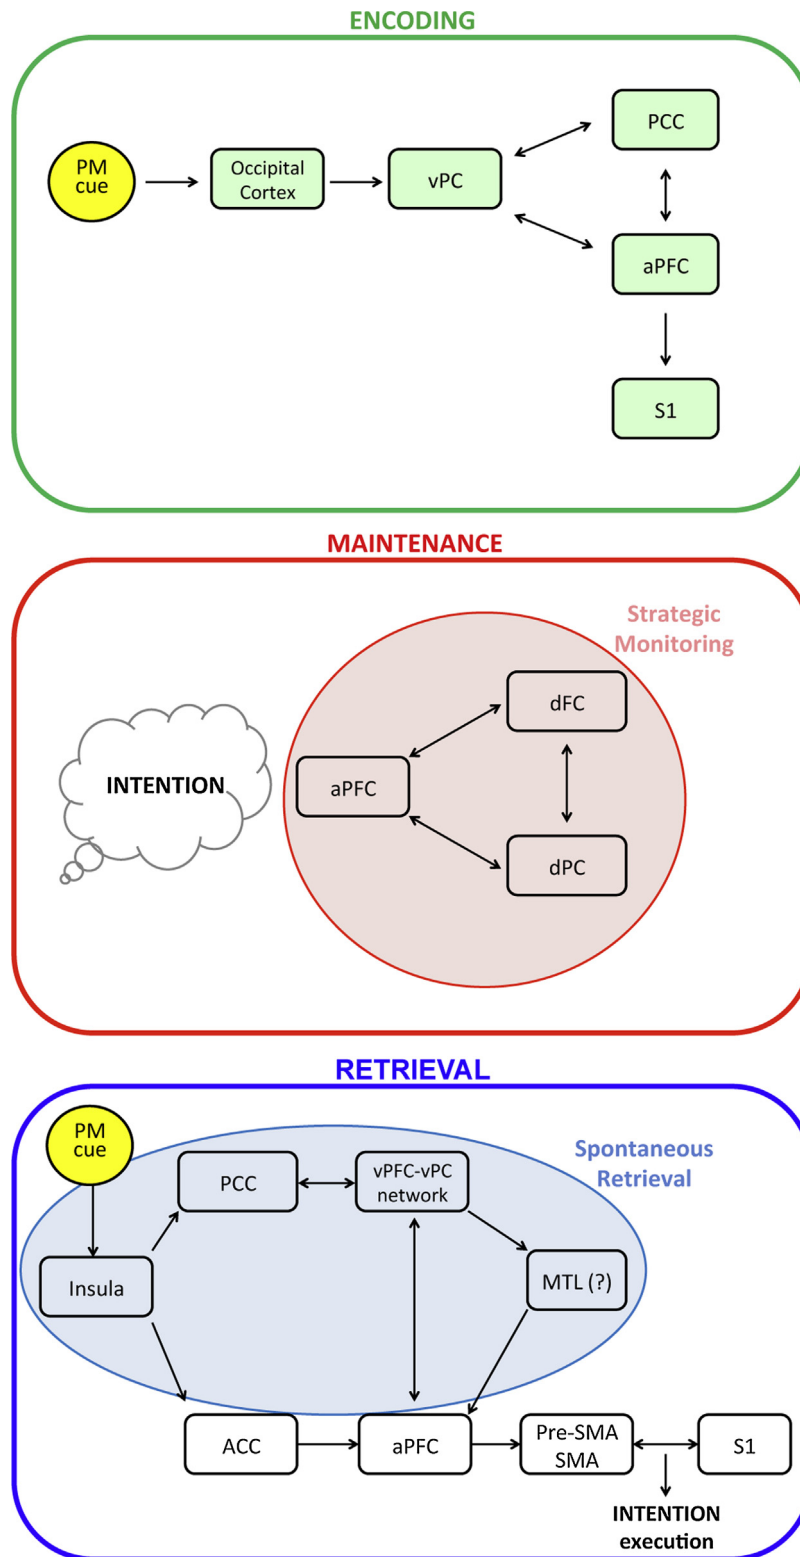 ENCODING
PM
cue
Occipital
Cortex
vPC
PCC
aPFC
S1
MAINTENANCE
Strategic
Monitoring
INTENTION
aPFC
dFC
dPC
RETRIEVAL
PM
cue
Spontaneous
Retrieval
PCC
vPFC-vPC
network
Insula
MTL (?)
ACC
aPFC
Pre-SMA
SMA
S1
INTENTION
execution